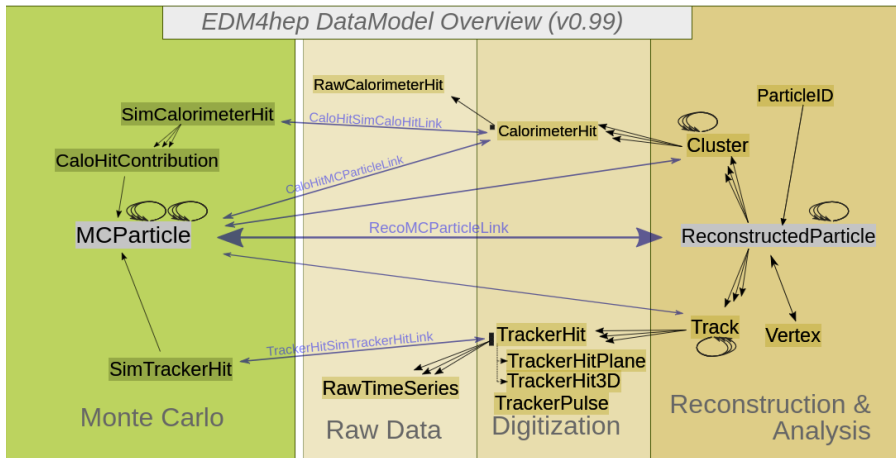 EDM4hep DataModel Overview (v0.99)
RawCalorimeterHit
ParticleID
SimCalorimeterHit
CaloHitSimCaloHitLink
CalorimeterHit
Cluster
CaloHitContribution
CaloHitMCParticleLink
MCParticle
RecoMCParticleLink
ReconstructedParticle
TrackerHitSimTrackerHitLink
TrackerHit
Track
Vertex
SimTrackerHit
TrackerHitPlane
RawTimeSeries
TrackerHit3D
TrackerPulse
Monte Carlo
Raw Data
Digitization
Reconstruction &
Analysis